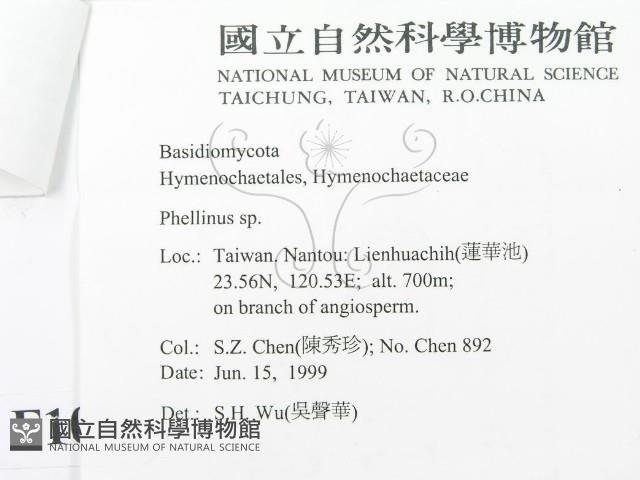 國立自然科學博物館
NATIONAL MUSEUM OF NATURAL SCIENCE
TAICHUNG, TAIWAN, R.O.CHINA
Basidiomycota
Hymenochaetales, Hymenochaetaceae
Phellinus sp.
Loc.: Taiwan. Nantou: Lienhuachih(蓮華池)
23.56N, 120.53E; alt. 700m;
on branch of angiosperm.
Col.: S.Z. Chen(陳秀珍); No. Chen 892
Date: Jun. 15, 1999
Det.: S.H. Wu(吳聲華)
國立自然科學博物館
NATIONAL MUSEUM OF NATURAL SCIENCE